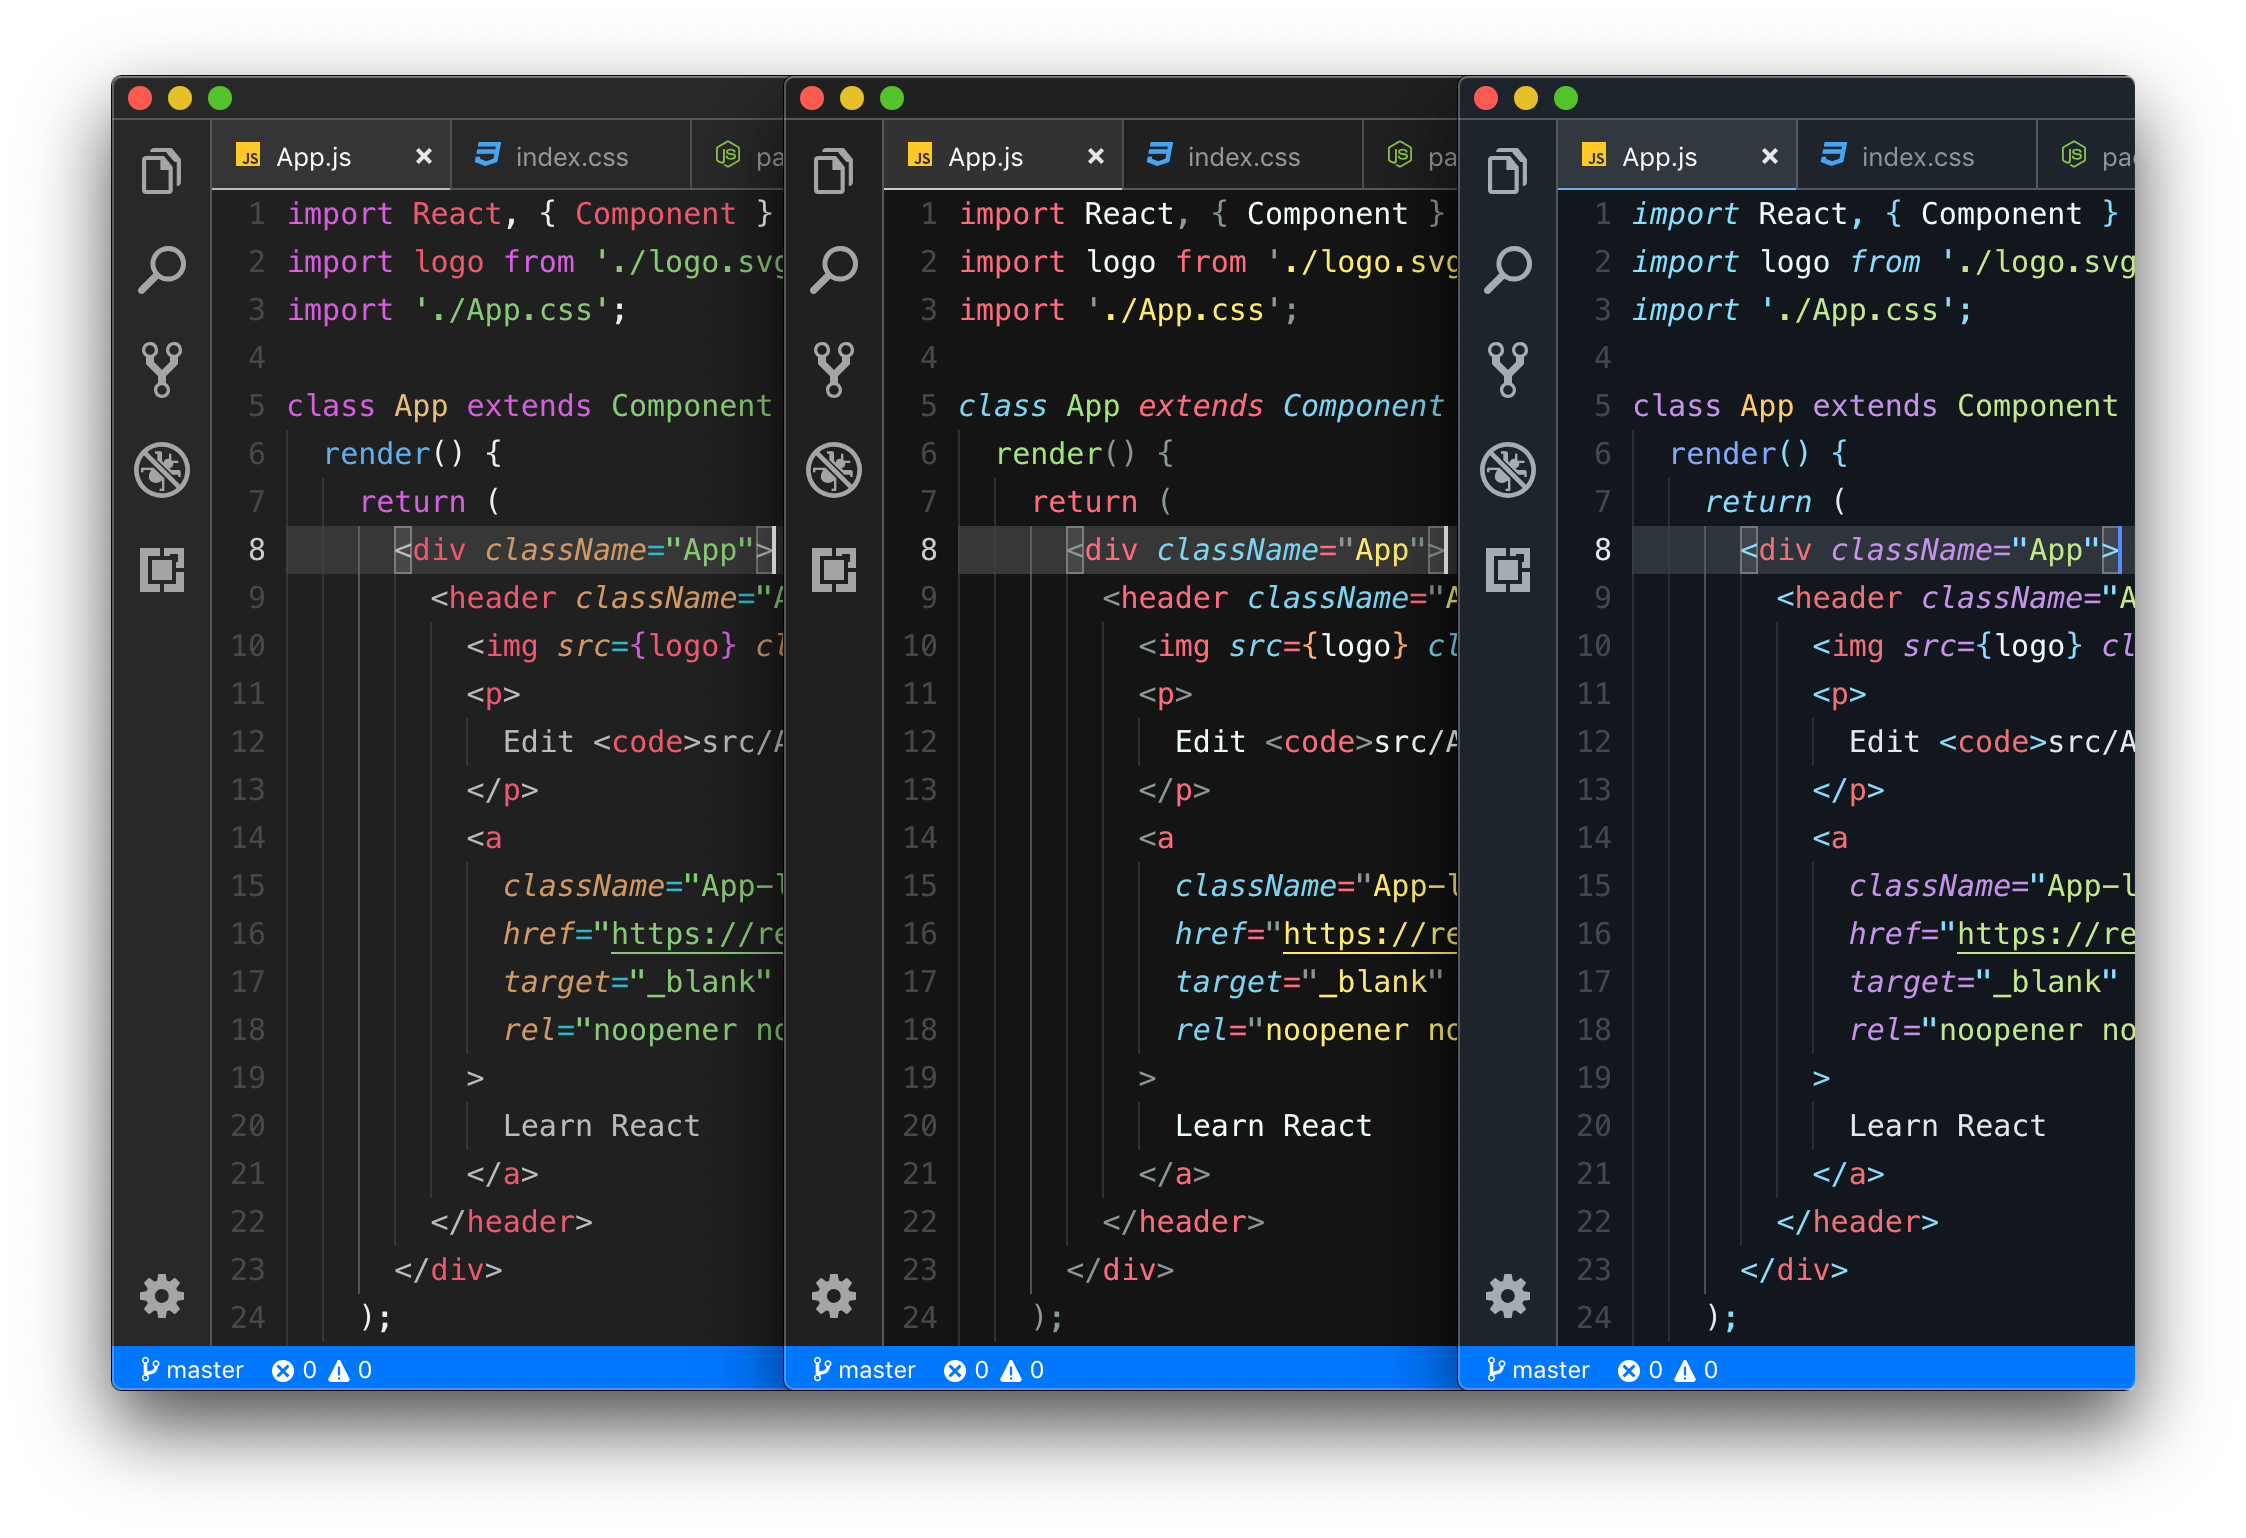 App.js × index.css
1 import React, { Component }
2 import logo from './logo.svg
3 import './App.css';
4
5 class App extends Component
6 render() {
7 return (
8 <div className="App">
9 <header className="A
10 <img src={logo} cl
11 <p>
12 Edit <code>src/A
13 </p>
14 <a
15 className="App-l
16 href="https://re
17 target="_blank"
18 rel="noopener no
19 >
20 Learn React
21 </a>
22 </header>
23 </div>
24 );
master 0 0
App.js × index.css
1 import React, { Component }
2 import logo from './logo.svg
3 import './App.css';
4
5 class App extends Component
6 render() {
7 return (
8 <div className="App">
9 <header className="A
10 <img src={logo} cl
11 <p>
12 Edit <code>src/A
13 </p>
14 <a
15 className="App-l
16 href="https://re
17 target="_blank"
18 rel="noopener no
19 >
20 Learn React
21 </a>
22 </header>
23 </div>
24 );
master 0 0
App.js × index.css
1 import React, { Component }
2 import logo from './logo.svg
3 import './App.css';
4
5 class App extends Component
6 render() {
7 return (
8 <div className="App">
9 <header className="A
10 <img src={logo} cl
11 <p>
12 Edit <code>src/A
13 </p>
14 <a
15 className="App-l
16 href="https://re
17 target="_blank"
18 rel="noopener no
19 >
20 Learn React
21 </a>
22 </header>
23 </div>
24 );
master 0 0